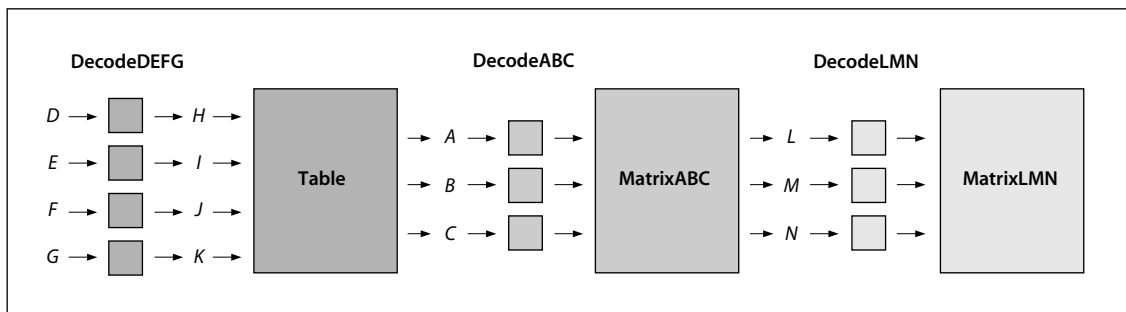 DecodeDEFG DecodeABC DecodeLMN
D H
A L
E I
Table B MatrixABC M MatrixLMN
F J
C N
G K